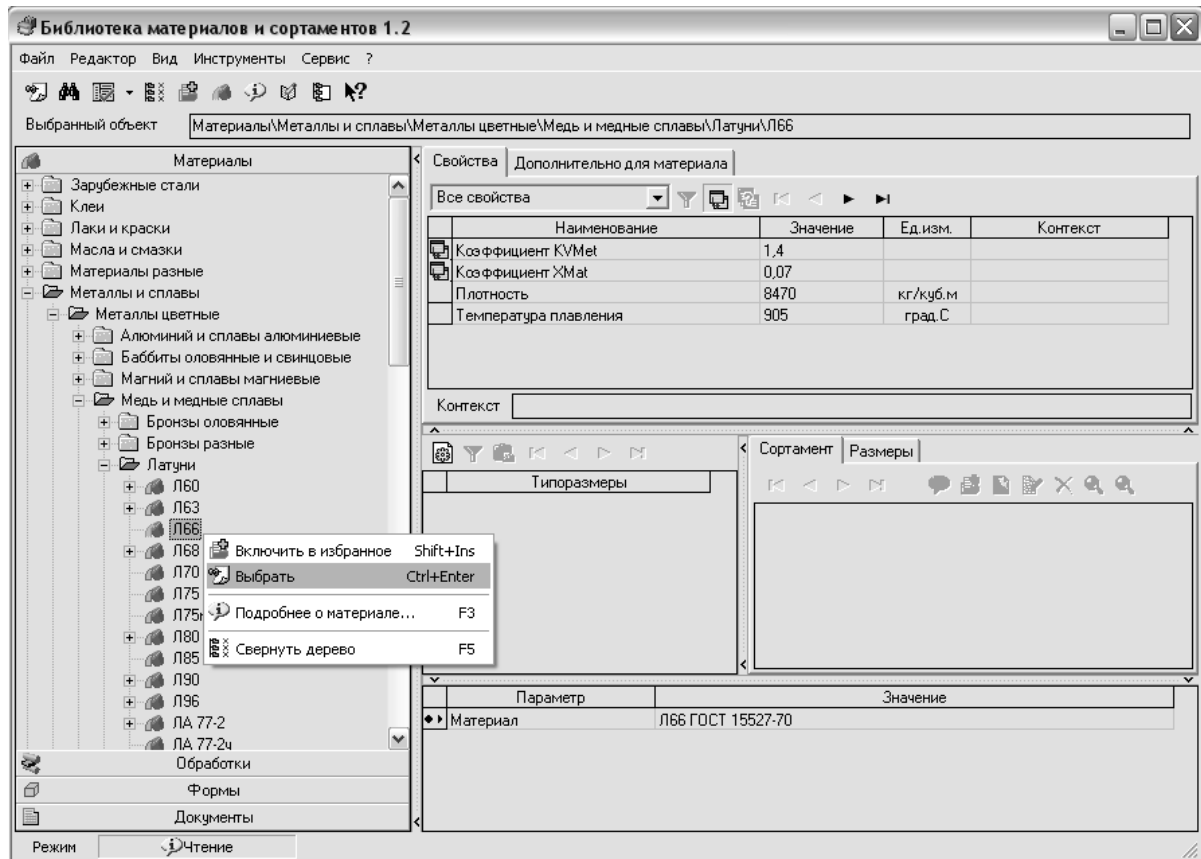 Библиотека материалов и сортаментов 1.2
Файл Редактор Вид Инструменты Сервис ?
Выбранный объект Материалы\Металлы и сплавы\Металлы цветные\Медь и медные сплавы\Латуни\Л66
Материалы
Зарубежные стали
Клеи
Лаки и краски
Масла и смазки
Материалы разные
Металлы и сплавы
Металлы цветные
Алюминий и сплавы алюминиевые
Баббиты оловянные и свинцовые
Магний и сплавы магниевые
Медь и медные сплавы
Бронзы оловянные
Бронзы разные
Латуни
Л60
Л63
Л66
Л68
Л70
Л75
Л75
Л80
Л85
Л90
Л96
ЛА 77-2
ЛА 77-2ч
Включить в избранное Shift+Ins
Выбрать Ctrl+Enter
Подробнее о материале... F3
Свернуть дерево F5
Обработки
Формы
Документы
Свойства Дополнительно для материала
Все свойства
Наименование Значение Ед.изм. Контекст
Коэффициент KVMet 1,4
Коэффициент XMat 0,07
Плотность 8470 кг/куб.м
Температура плавления 905 град.С
Контекст
Типоразмеры
Сортамент Размеры
Параметр Значение
Материал Л66 ГОСТ 15527-70
Режим Чтение